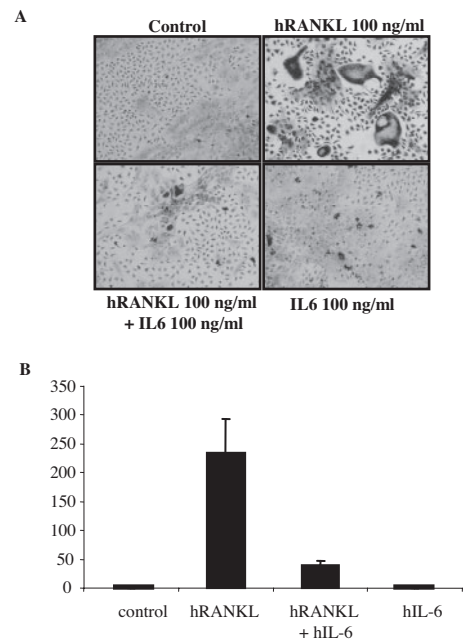 A
Control
hRANKL 100 ng/ml
hRANKL 100 ng/ml
+ IL6 100 ng/ml
IL6 100 ng/ml
B
350
300
250
200
150
100
50
0
control
hRANKL
hRANKL
+ hIL-6
hIL-6